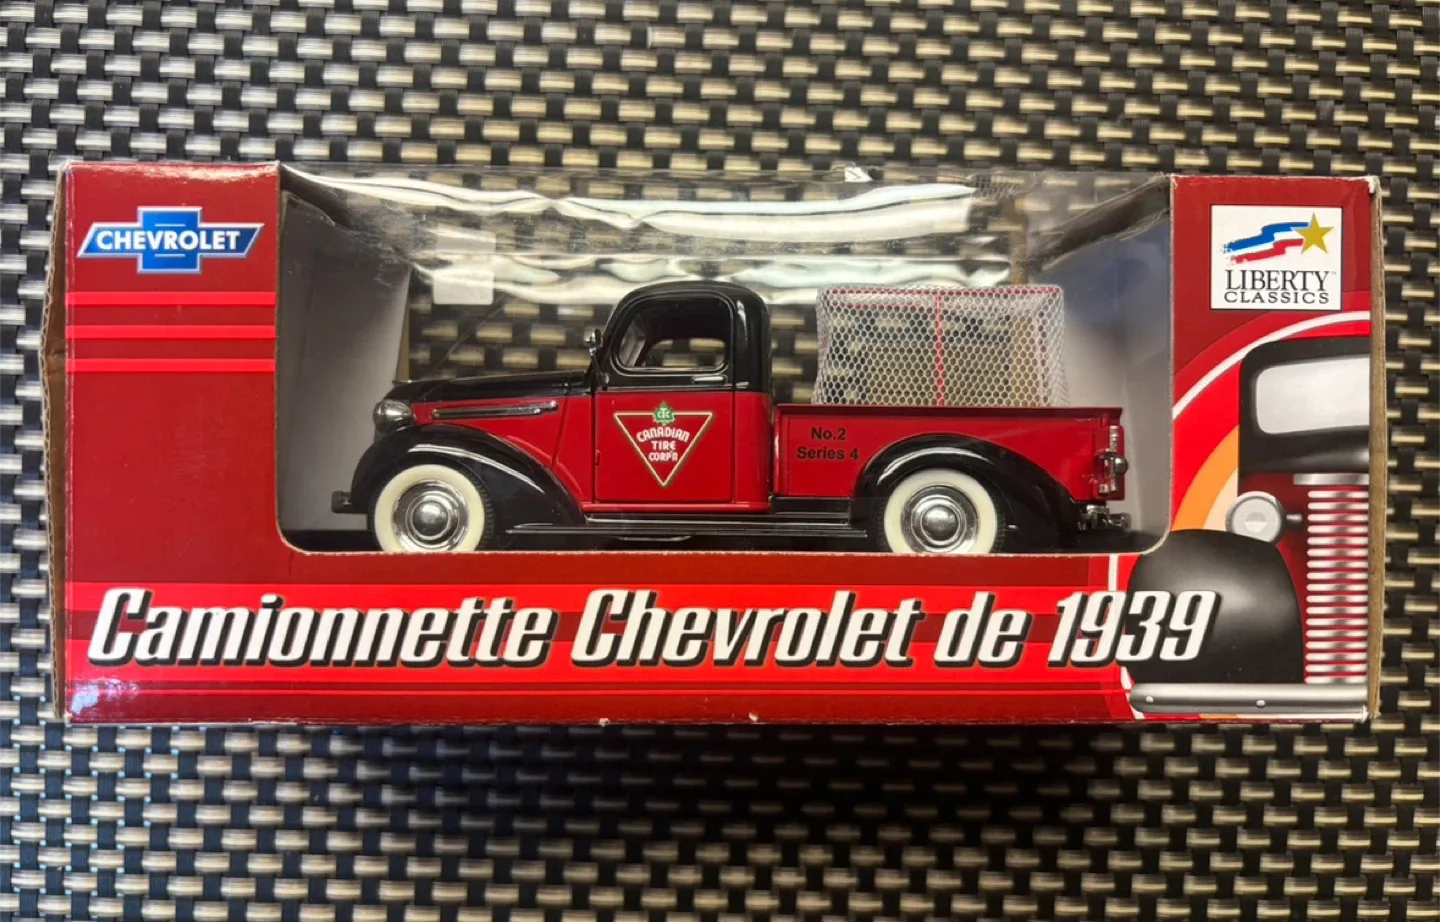 CHEVROLET
LIBERTY
CLASSICS
CTC
CANADIAN
TIRE
CORP'N
No.2
Series 4
Camionnette Chevrolet de 1939